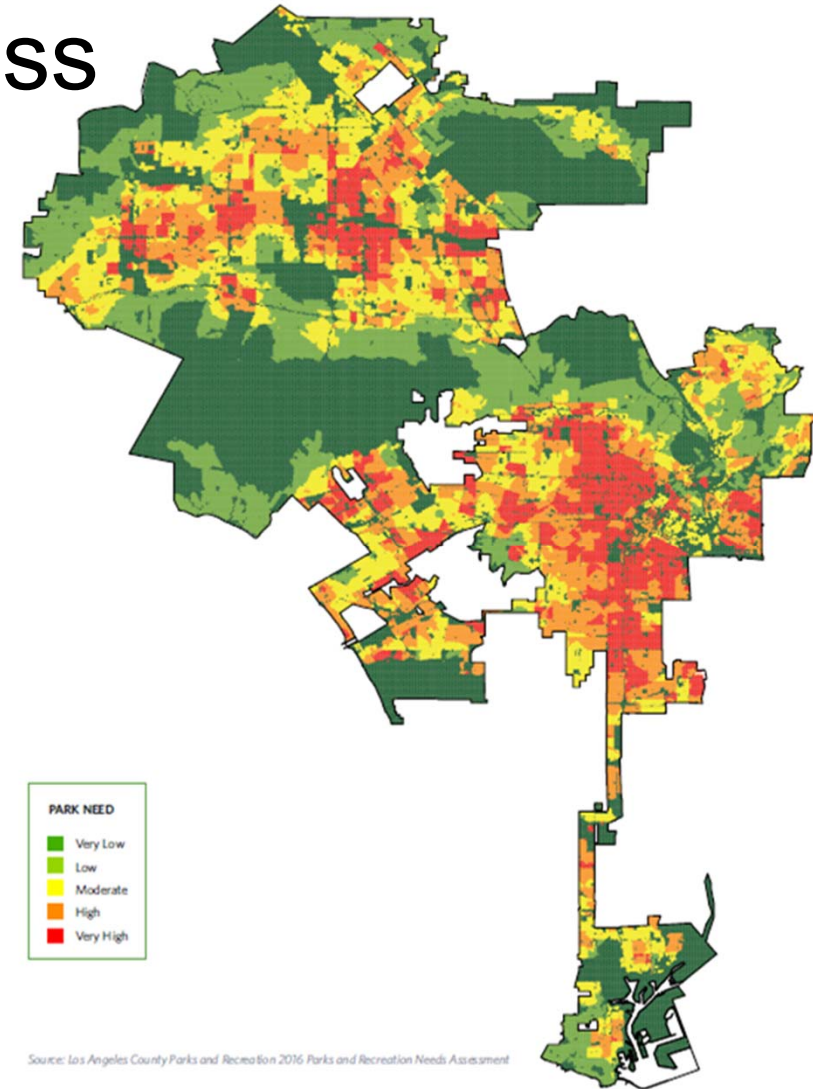 ss
PARK NEED
Very Low
Low
Moderate
High
Very High
Source: Los Angeles County Parks and Recreation 2016 Parks and Recreation Needs Assessment